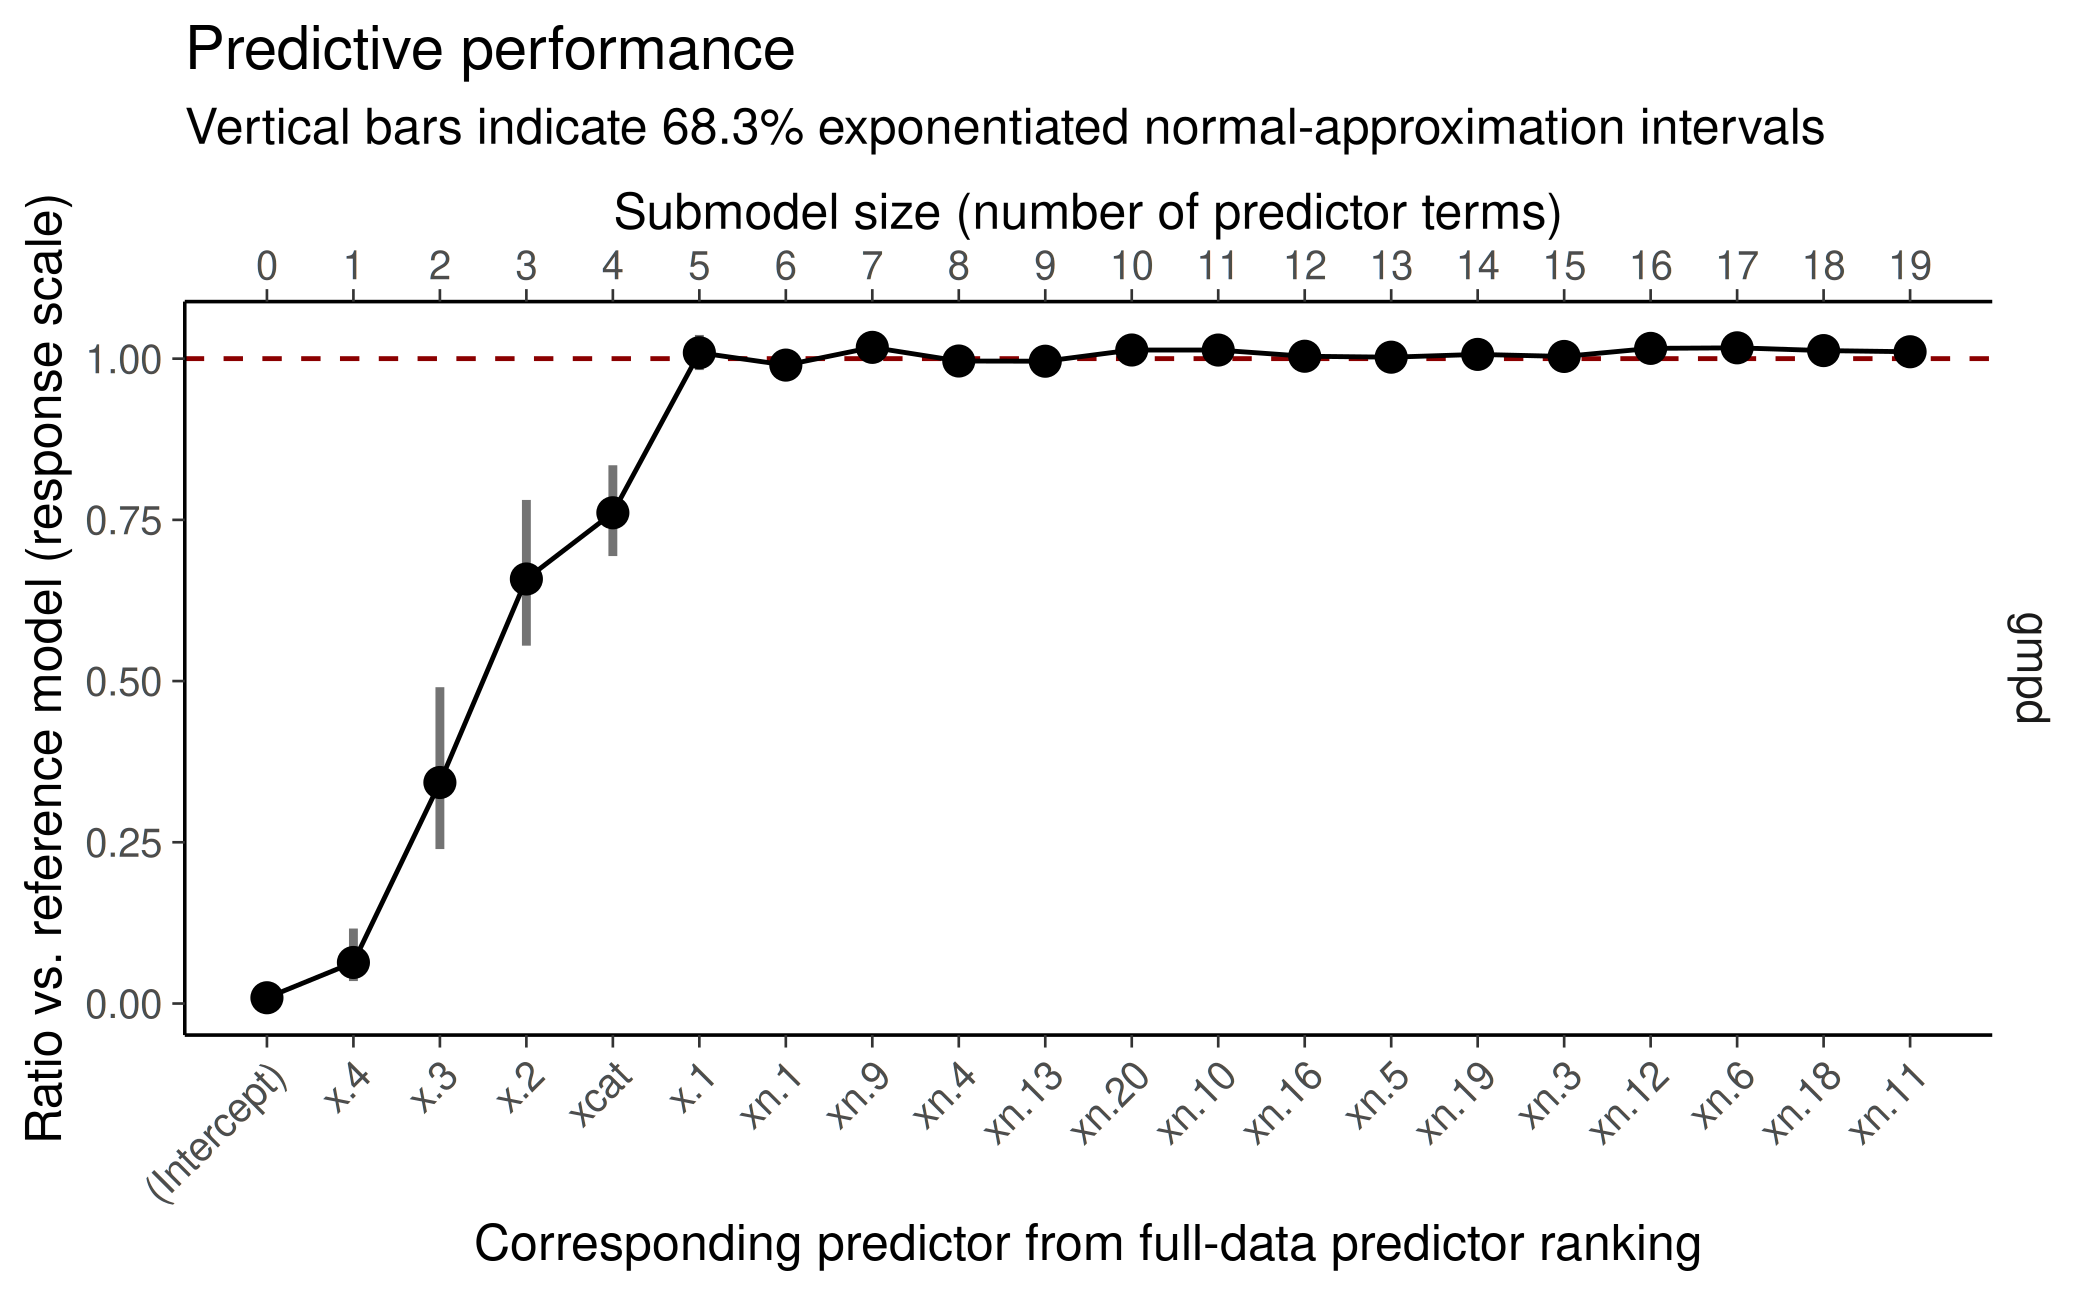 Predictive performance
Vertical bars indicate 68.3% exponentiated normal-approximation intervals
Submodel size (number of predictor terms)
0 1 2 3 4 5 6 7 8 9 10 11 12 13 14 15 16 17 18 19
Ratio vs. reference model (response scale)
1.00
0.75
0.50
0.25
0.00
gmpd
(Intercept) x.4 x.3 x.2 xcat x.1 xn.1 xn.9 xn.4 xn.13 xn.20 xn.10 xn.16 xn.5 xn.19 xn.3 xn.12 xn.6 xn.18 xn.11
Corresponding predictor from full-data predictor ranking